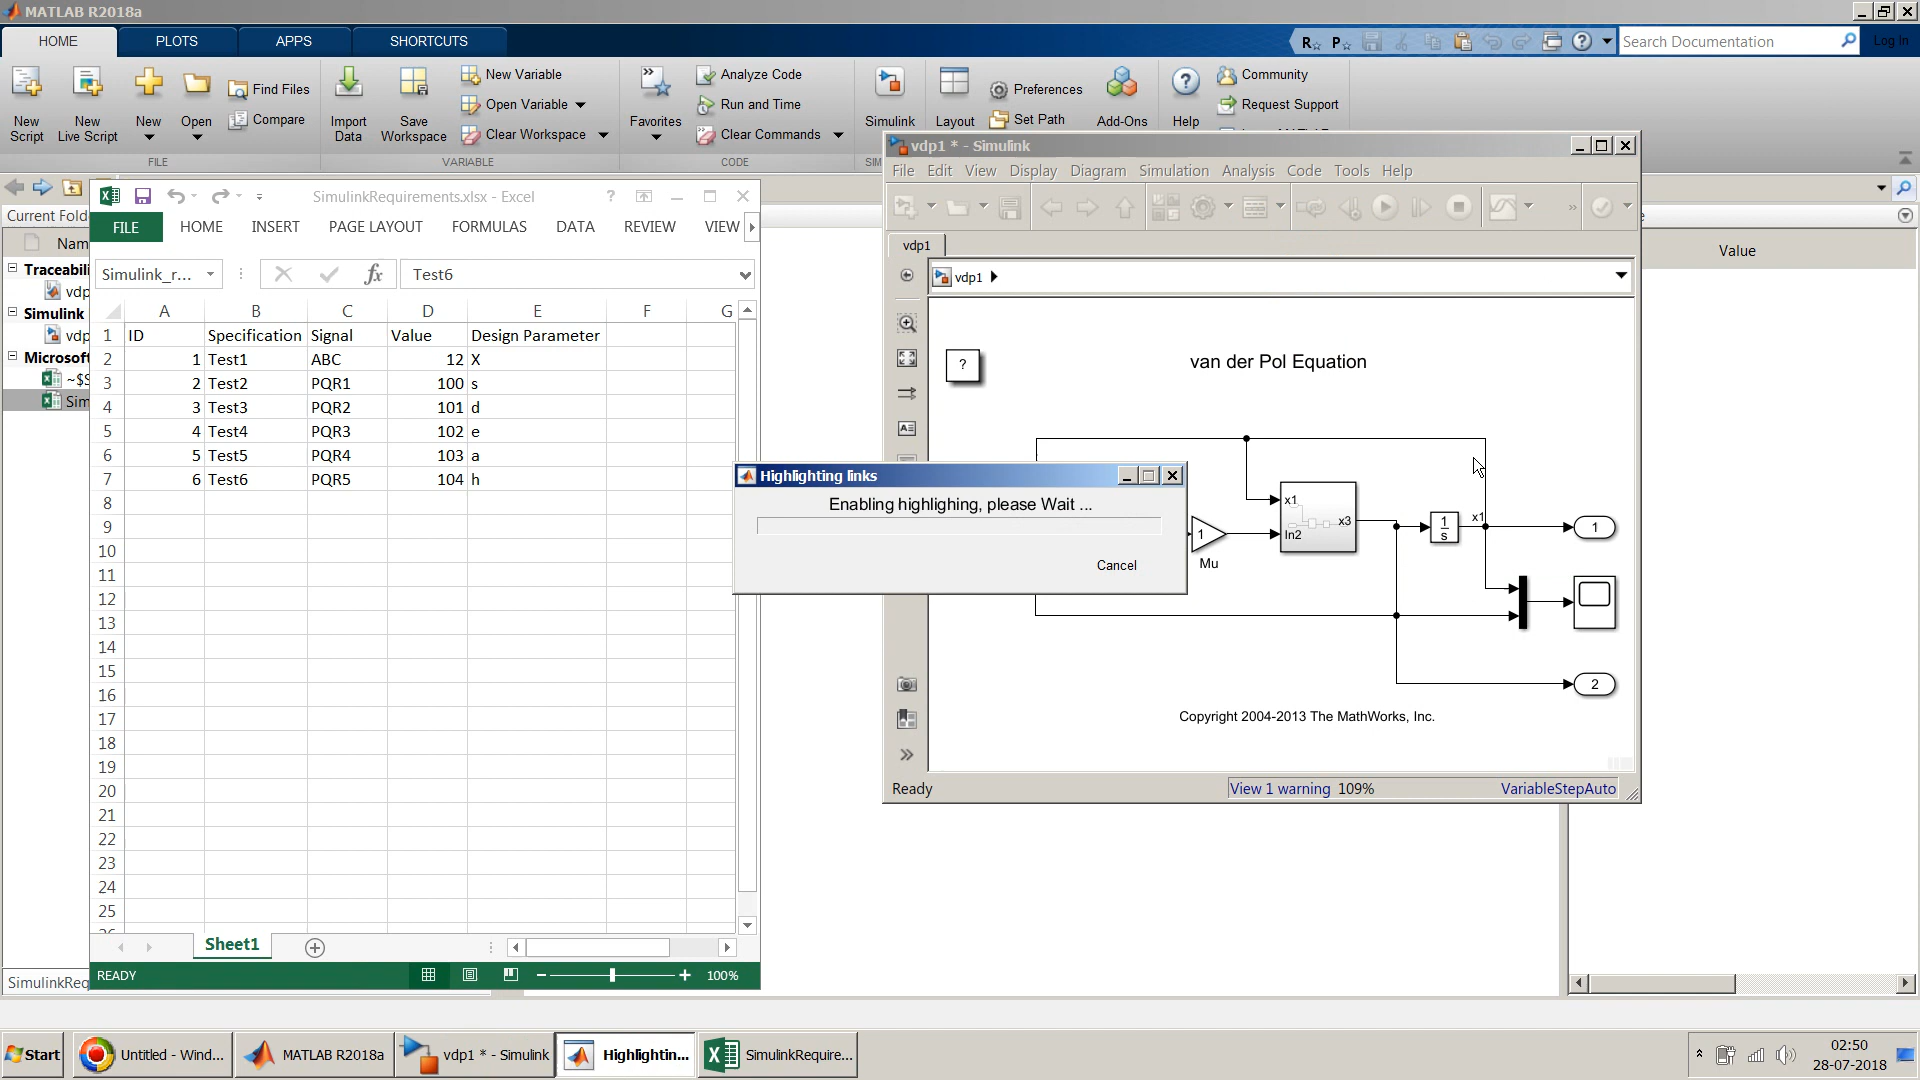 MATLAB R2018a
HOME
PLOTS
APPS
SHORTCUTS
Search Documentation
Log In
New Script
New Live Script
New
Open
Find Files
Compare
Import Data
Save Workspace
New Variable
Open Variable
Clear Workspace
Favorites
Analyze Code
Run and Time
Clear Commands
Simulink
Layout
Preferences
Set Path
Add-Ons
Help
Community
Request Support
FILE
VARIABLE
CODE
SIM
Current Fold
Nam
Traceabili
vdp
Simulink
vdp
Microsoft
~$S
Sim
SimulinkReq
Value
SimulinkRequirements.xlsx - Excel
FILE
HOME
INSERT
PAGE LAYOUT
FORMULAS
DATA
REVIEW
VIEW
Simulink_r...
fx
Test6
A B C D E F G
1 ID Specification Signal Value Design Parameter
2 1 Test1 ABC 12 X
3 2 Test2 PQR1 100 s
4 3 Test3 PQR2 101 d
5 4 Test4 PQR3 102 e
6 5 Test5 PQR4 103 a
7 6 Test6 PQR5 104 h
8
9
10
11
12
13
14
15
16
17
18
19
20
21
22
23
24
25
Sheet1
READY
100%
vdp1 * - Simulink
File Edit View Display Diagram Simulation Analysis Code Tools Help
vdp1
vdp1
?
van der Pol Equation
x1
In2
x3
1
Mu
1
s
x1
1
2
Copyright 2004-2013 The MathWorks, Inc.
Ready
View 1 warning
109%
VariableStepAuto
Highlighting links
Enabling highlighing, please Wait ...
Cancel
Start
Untitled - Wind...
MATLAB R2018a
vdp1 * - Simulink
Highlightin...
SimulinkRequire...
02:50
28-07-2018